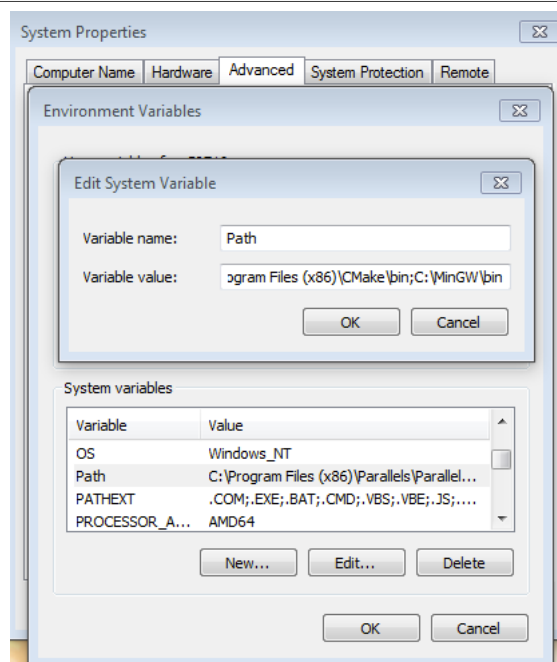 System Properties
Computer Name Hardware Advanced System Protection Remote
Environment Variables
Edit System Variable
Variable name: Path
Variable value: ogram Files (x86)\CMake\bin;C:\MinGW\bin
OK Cancel
System variables
Variable Value
OS Windows_NT
Path C:\Program Files (x86)\Parallels\Parallel...
PATHEXT .COM;.EXE;.BAT;.CMD;.VBS;.VBE;.JS;....
PROCESSOR_A... AMD64
New... Edit... Delete
OK Cancel